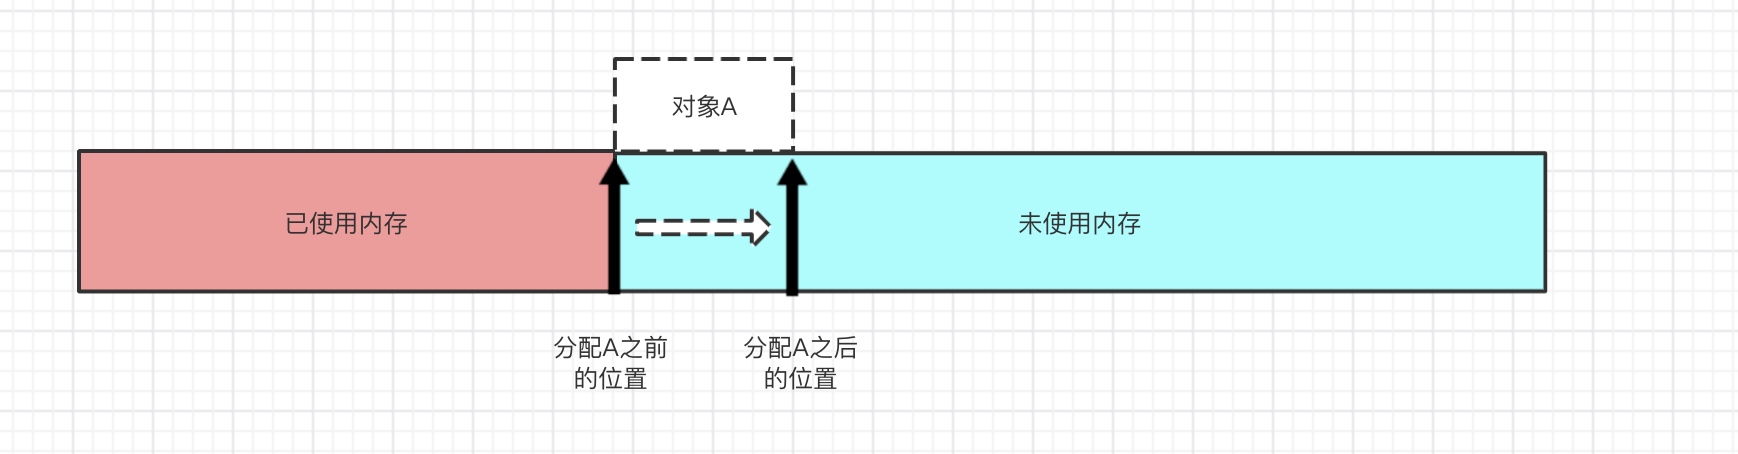 对象A
已使用内存
未使用内存
分配A之前
的位置
分配A之后
的位置